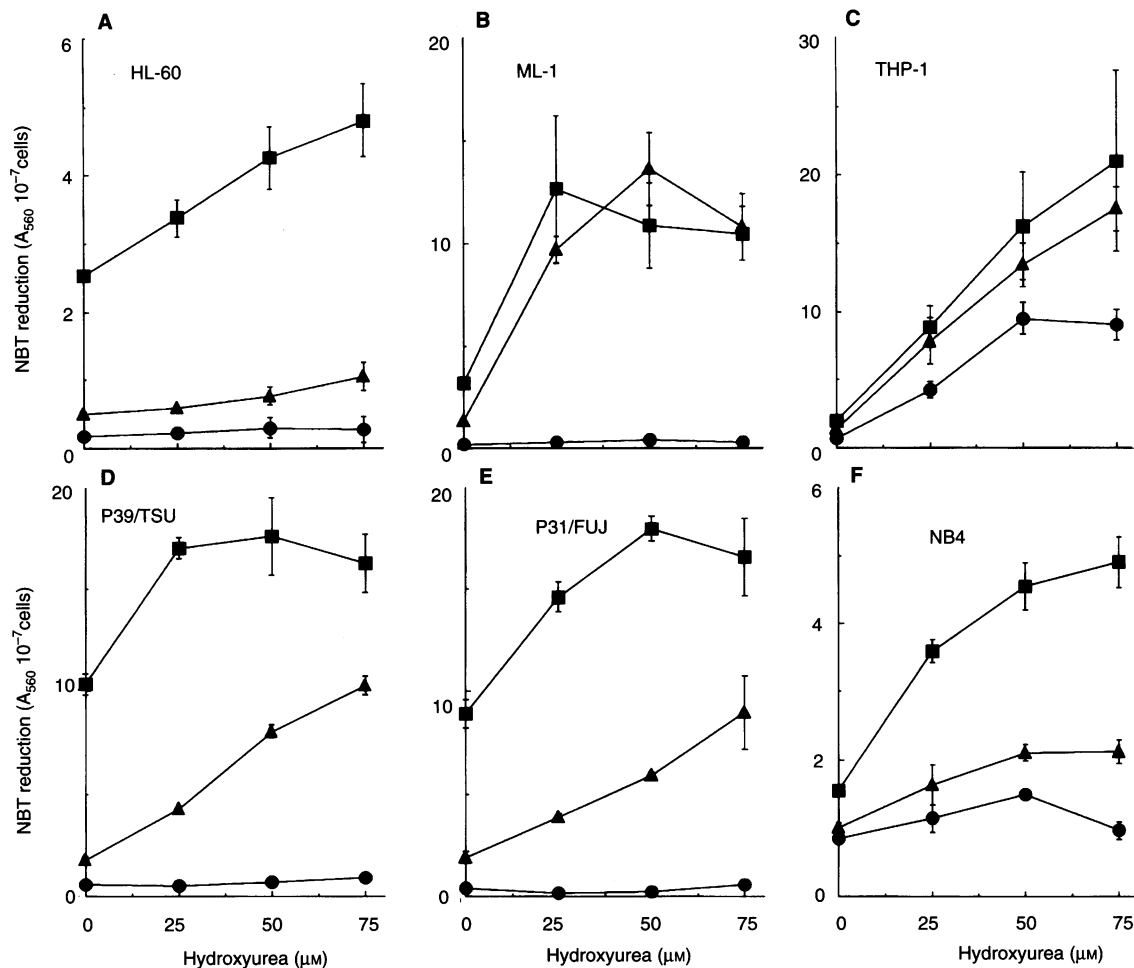 A
B
C
HL-60
ML-1
THP-1
NBT reduction (A560 10−7cells)
6
4
2
0
20
10
0
30
20
10
0
D
E
F
P39/TSU
P31/FUJ
NB4
NBT reduction (A560 10−7cells)
20
10
0
20
10
0
6
4
2
0
0 25 50 75
0 25 50 75
0 25 50 75
Hydroxyurea (μM)
Hydroxyurea (μM)
Hydroxyurea (μM)